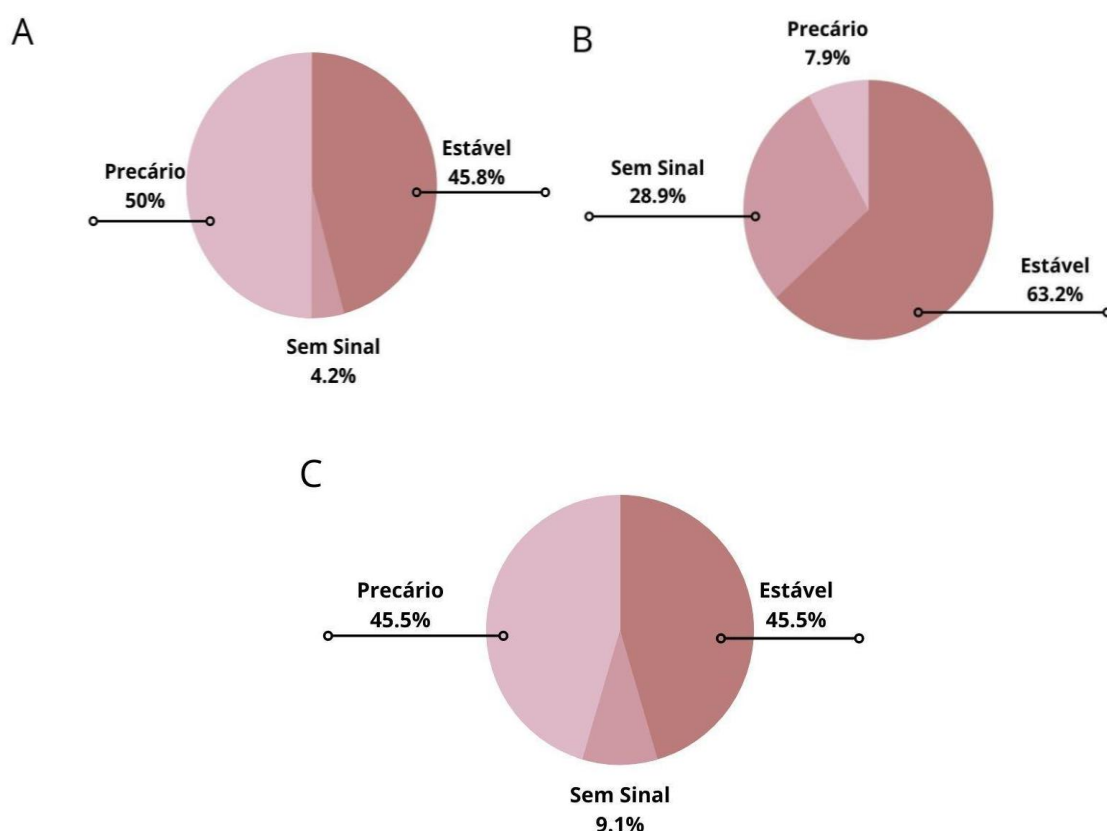 A
Precário
50%
Estável
45.8%
Sem Sinal
4.2%
B
Precário
7.9%
Sem Sinal
28.9%
Estável
63.2%
C
Precário
45.5%
Estável
45.5%
Sem Sinal
9.1%